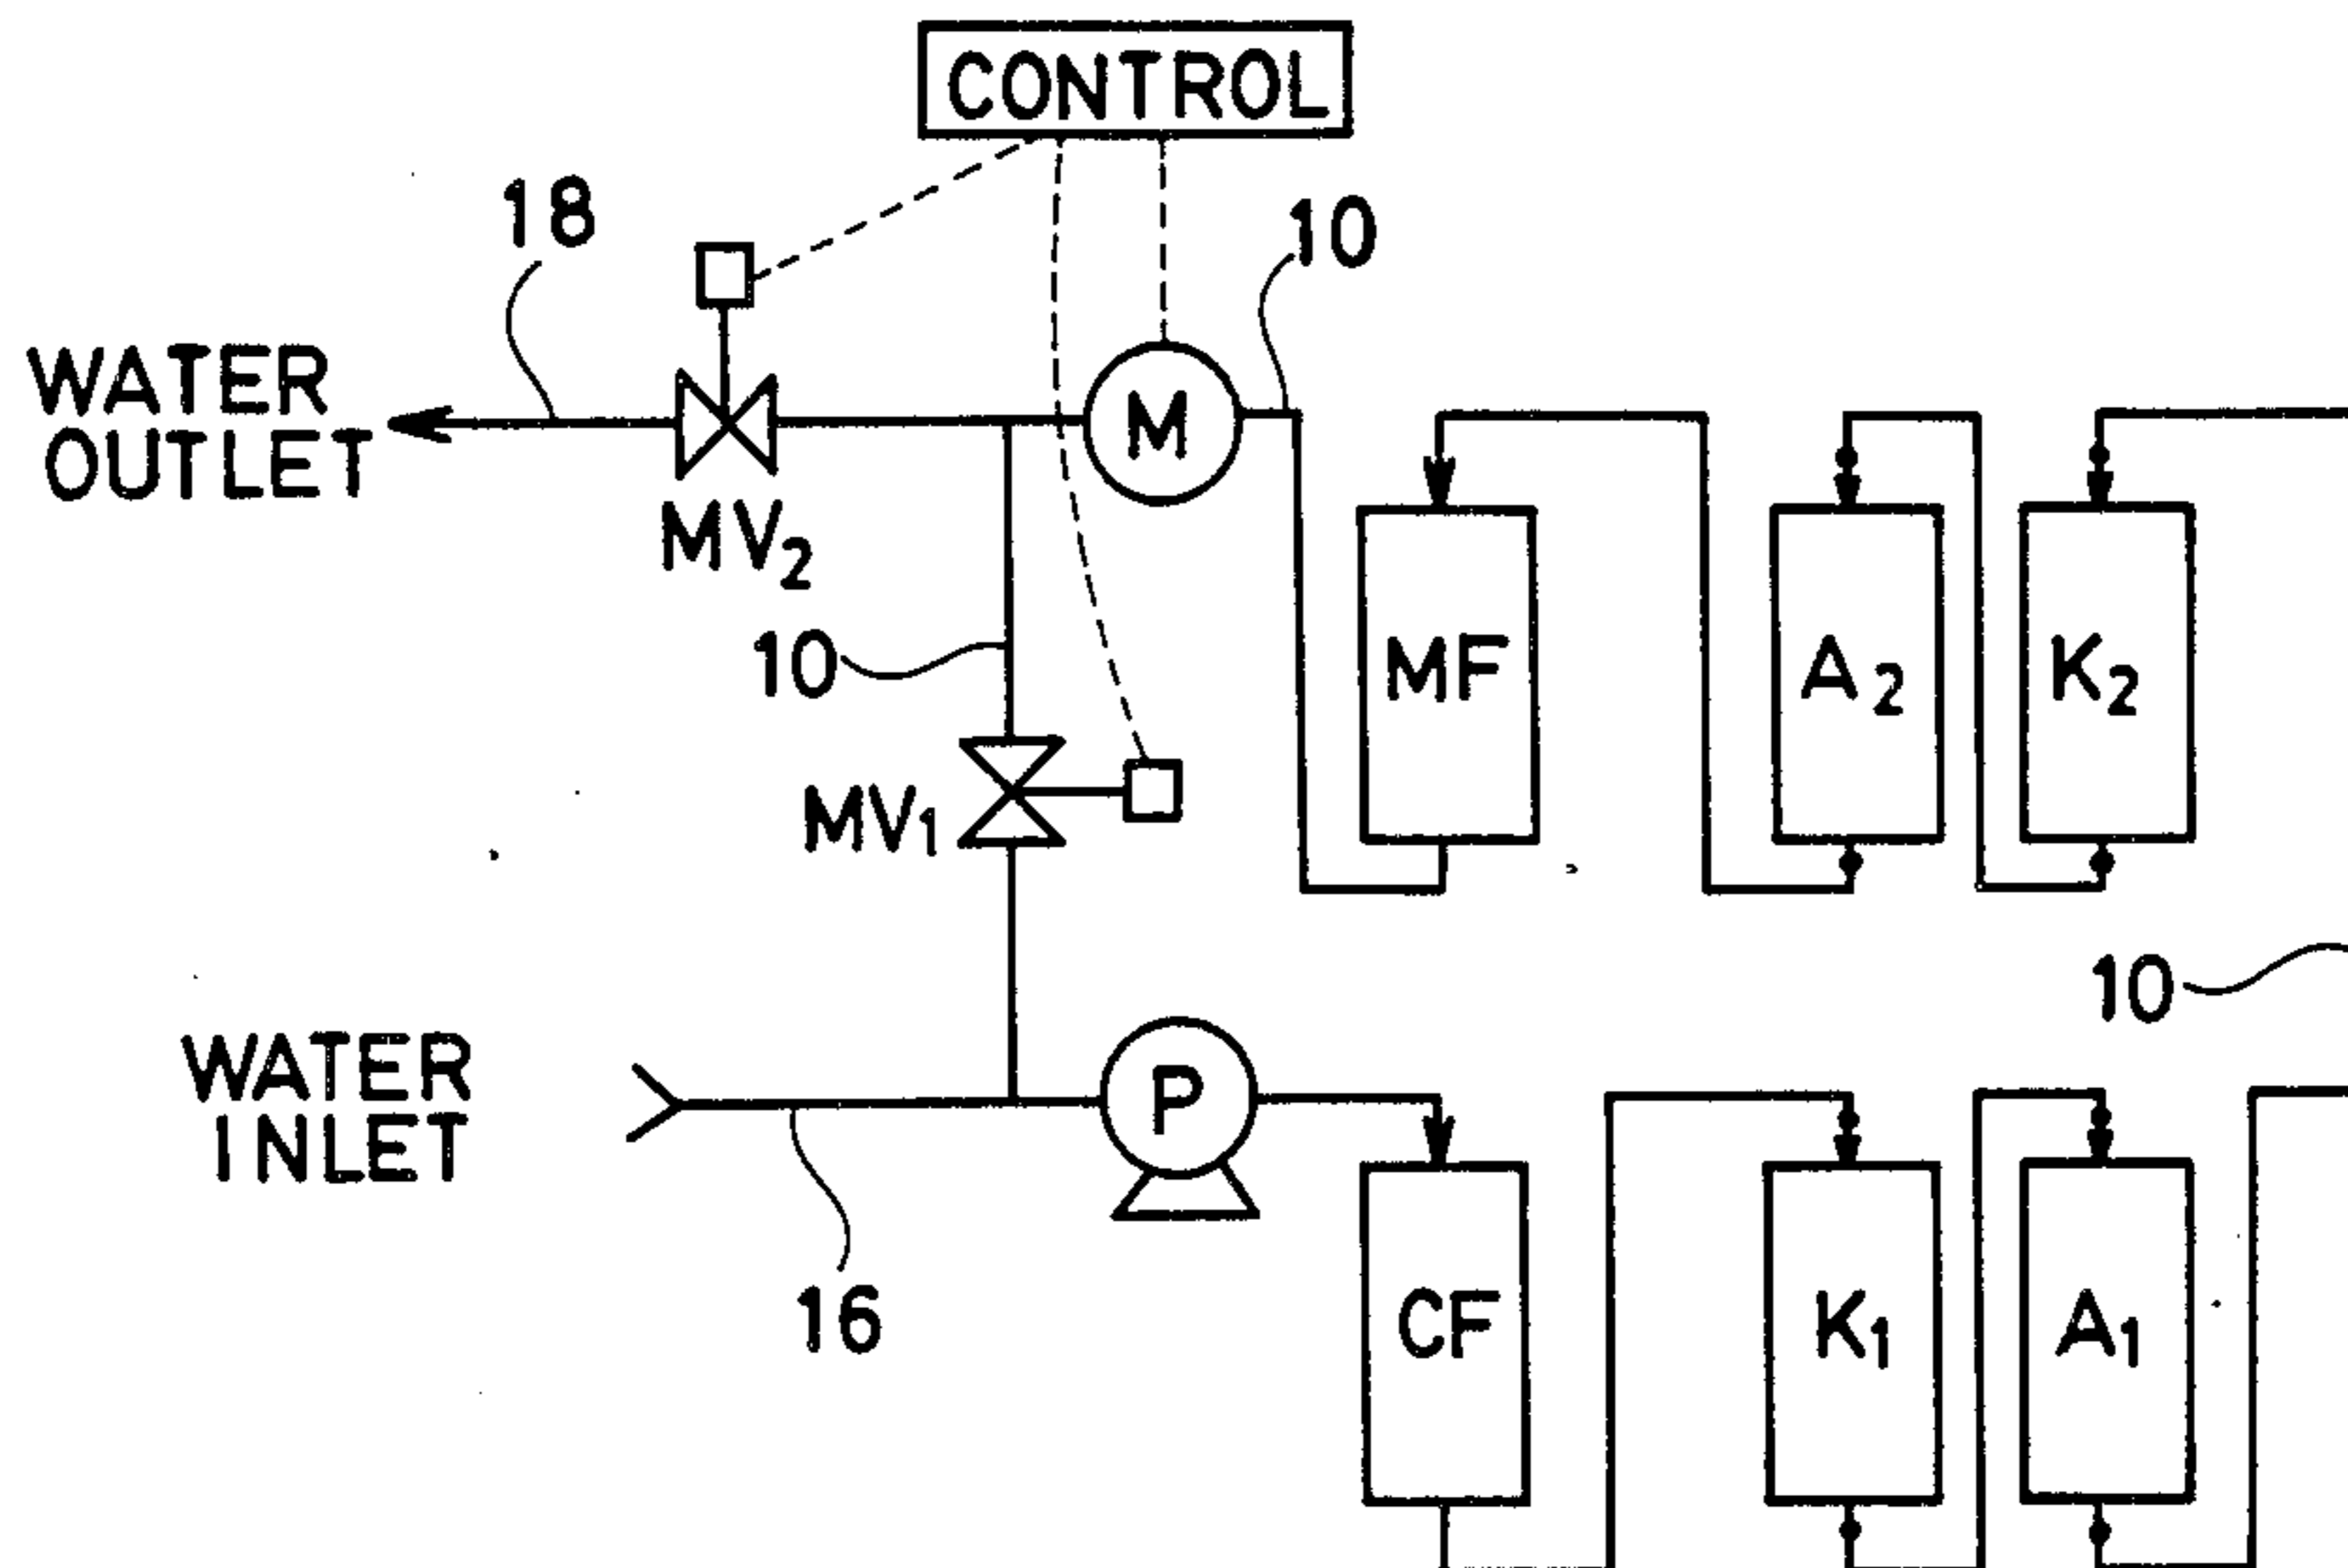 CONTROL
18
10
WATER
OUTLET
M
MV2
10
MF
A2
K2
MV1
10
WATER
INLET
P
16
CF
K1
A1